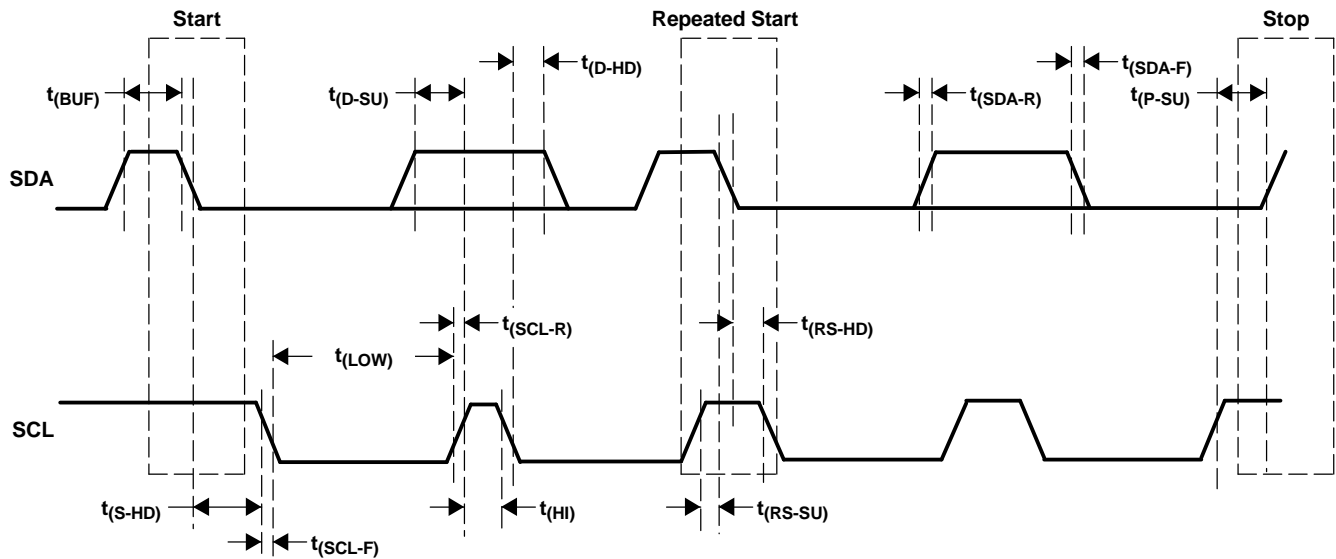 Start
Repeated Start
Stop
t(BUF)
t(D-SU)
t(D-HD)
t(SDA-R)
t(SDA-F)
t(P-SU)
SDA
t(SCL-R)
t(RS-HD)
t(LOW)
SCL
t(S-HD)
t(SCL-F)
t(HI)
t(RS-SU)